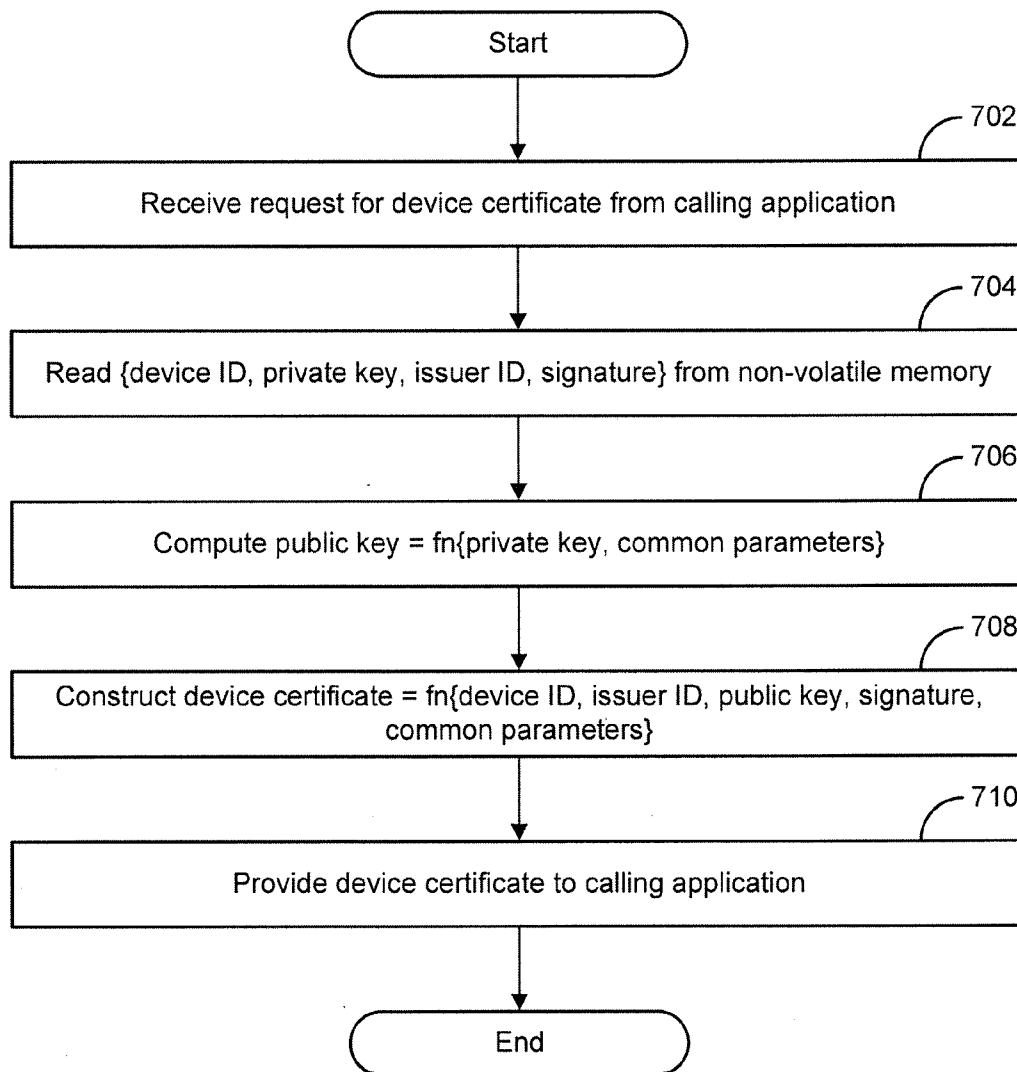 Start
702
Receive request for device certificate from calling application
704
Read {device ID, private key, issuer ID, signature} from non-volatile memory
706
Compute public key = fn{private key, common parameters}
708
Construct device certificate = fn{device ID, issuer ID, public key, signature,
common parameters}
710
Provide device certificate to calling application
End